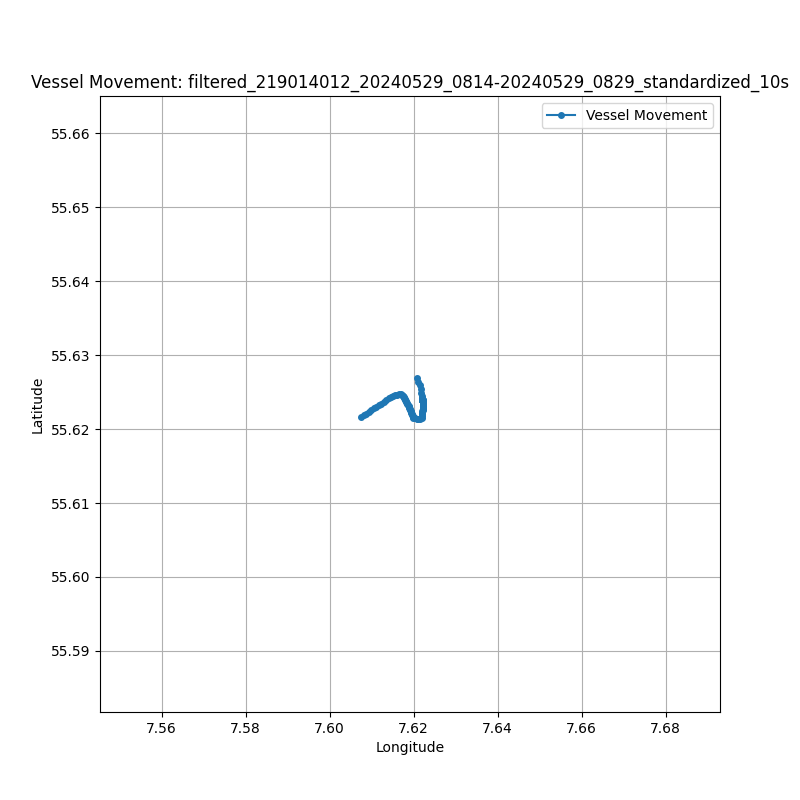 Vessel Movement: filtered_219014012_20240529_0814-20240529_0829_standardized_10s
Vessel Movement
55.66
55.65
55.64
55.63
55.62
55.61
55.60
55.59
Latitude
7.56 7.58 7.60 7.62 7.64 7.66 7.68
Longitude